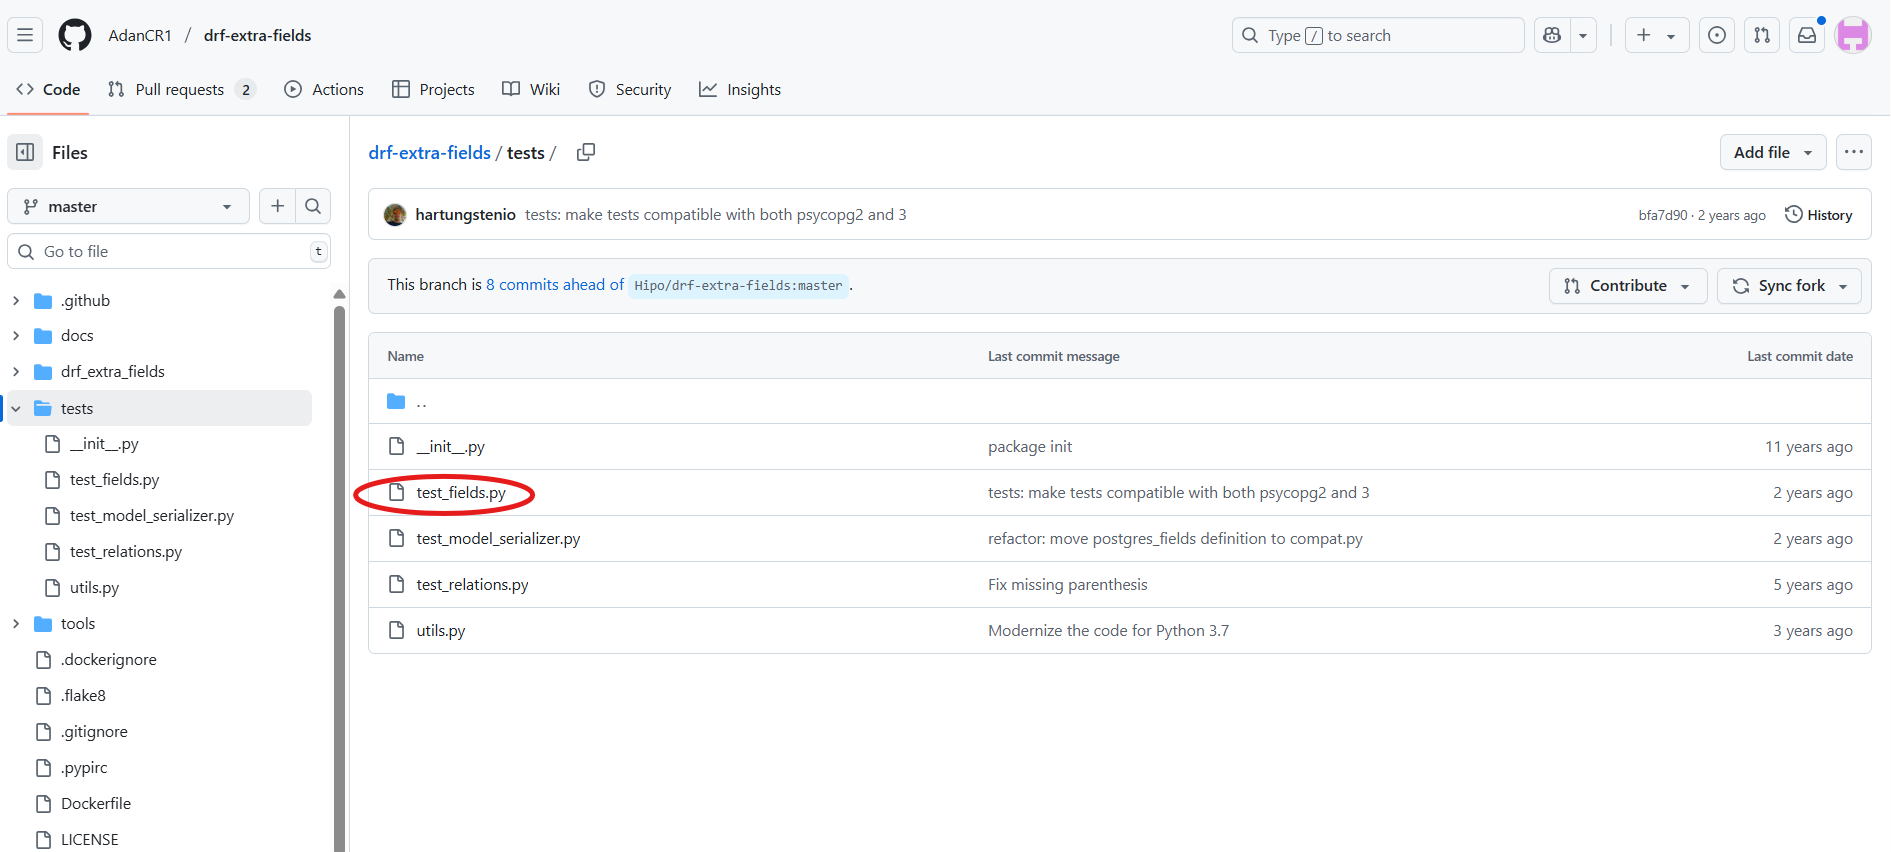 AdanCR1 / drf-extra-fields
Type / to search
Code
Pull requests 2
Actions
Projects
Wiki
Security
Insights
Files
master
Go to file
t
.github
docs
drf_extra_fields
tests
__init__.py
test_fields.py
test_model_serializer.py
test_relations.py
utils.py
tools
.dockerignore
.flake8
.gitignore
.pypirc
Dockerfile
LICENSE
drf-extra-fields / tests /
Add file
hartungstenio tests: make tests compatible with both psycopg2 and 3
bfa7d90 · 2 years ago
History
This branch is 8 commits ahead of Hipo/drf-extra-fields:master .
Contribute
Sync fork
Name Last commit message Last commit date
..
__init__.py package init 11 years ago
test_fields.py tests: make tests compatible with both psycopg2 and 3 2 years ago
test_model_serializer.py refactor: move postgres_fields definition to compat.py 2 years ago
test_relations.py Fix missing parenthesis 5 years ago
utils.py Modernize the code for Python 3.7 3 years ago